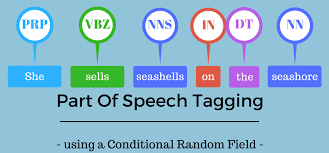 PRP VBZ NNS IN DT NN
She sells seashells on the seashore
Part Of Speech Tagging
- using a Conditional Random Field -